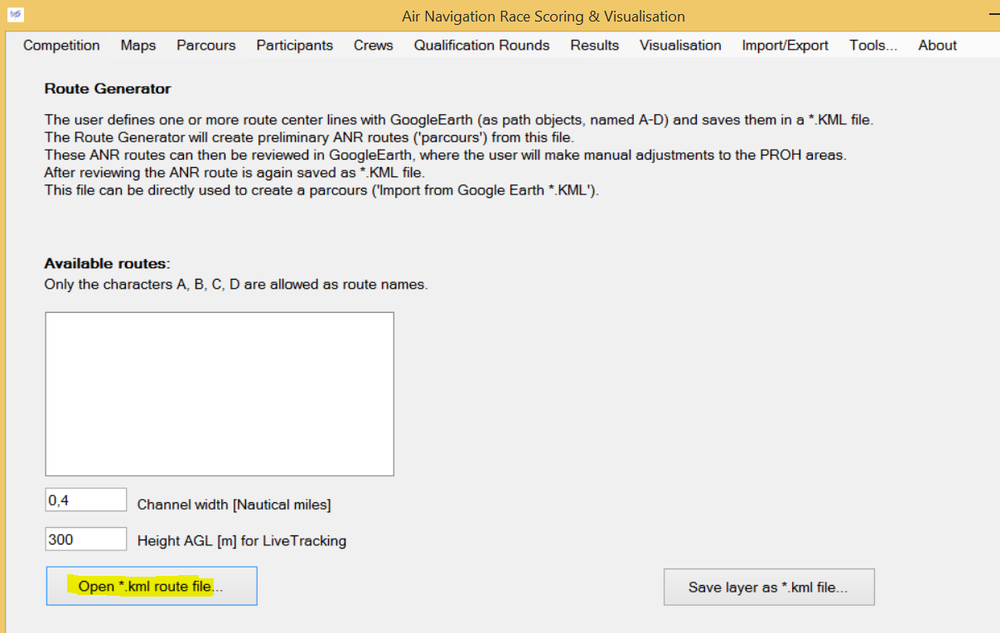 Air Navigation Race Scoring & Visualisation
Competition Maps Parcours Participants Crews Qualification Rounds Results Visualisation Import/Export Tools... About
Route Generator
The user defines one or more route center lines with GoogleEarth (as path objects, named A-D) and saves them in a *.KML file.
The Route Generator will create preliminary ANR routes ('parcours') from this file.
These ANR routes can then be reviewed in GoogleEarth, where the user will make manual adjustments to the PROH areas.
After reviewing the ANR route is again saved as *.KML file.
This file can be directly used to create a parcours ('Import from Google Earth *.KML').
Available routes:
Only the characters A, B, C, D are allowed as route names.
0,4 Channel width [Nautical miles]
300 Height AGL [m] for LiveTracking
Open *.kml route file... Save layer as *.kml file...